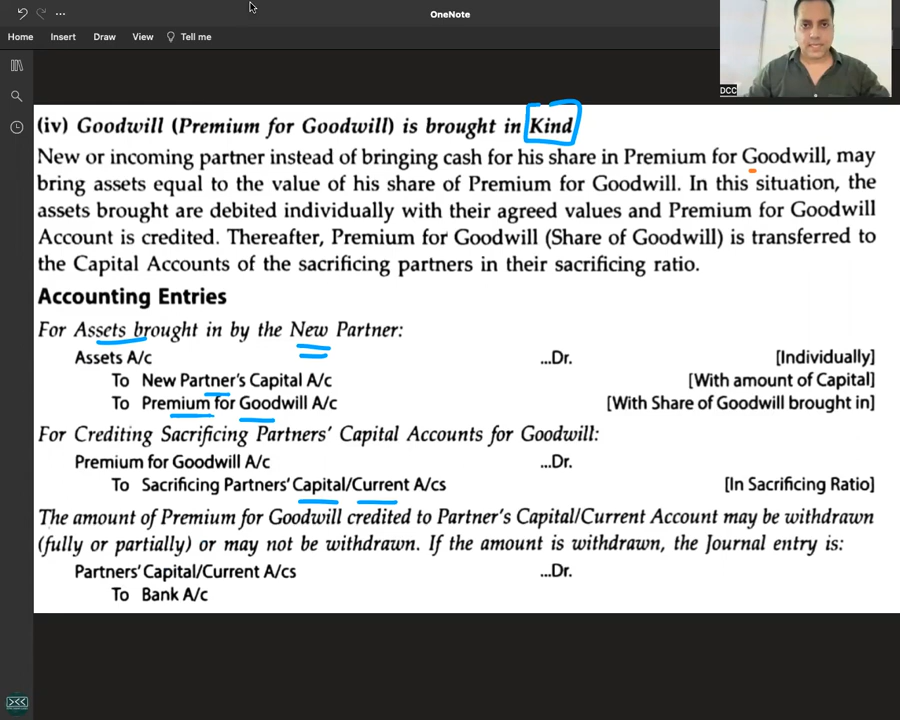 OneNote
Home Insert Draw View Tell me
DCC
(iv) Goodwill (Premium for Goodwill) is brought in Kind
New or incoming partner instead of bringing cash for his share in Premium for Goodwill, may
bring assets equal to the value of his share of Premium for Goodwill. In this situation, the
assets brought are debited individually with their agreed values and Premium for Goodwill
Account is credited. Thereafter, Premium for Goodwill (Share of Goodwill) is transferred to
the Capital Accounts of the sacrificing partners in their sacrificing ratio.
Accounting Entries
For Assets brought in by the New Partner:
Assets A/c ...Dr. [Individually]
To New Partner's Capital A/c [With amount of Capital]
To Premium for Goodwill A/c [With Share of Goodwill brought in]
For Crediting Sacrificing Partners' Capital Accounts for Goodwill:
Premium for Goodwill A/c ...Dr.
To Sacrificing Partners' Capital/Current A/cs [In Sacrificing Ratio]
The amount of Premium for Goodwill credited to Partner's Capital/Current Account may be withdrawn
(fully or partially) or may not be withdrawn. If the amount is withdrawn, the Journal entry is:
Partners' Capital/Current A/cs ...Dr.
To Bank A/c